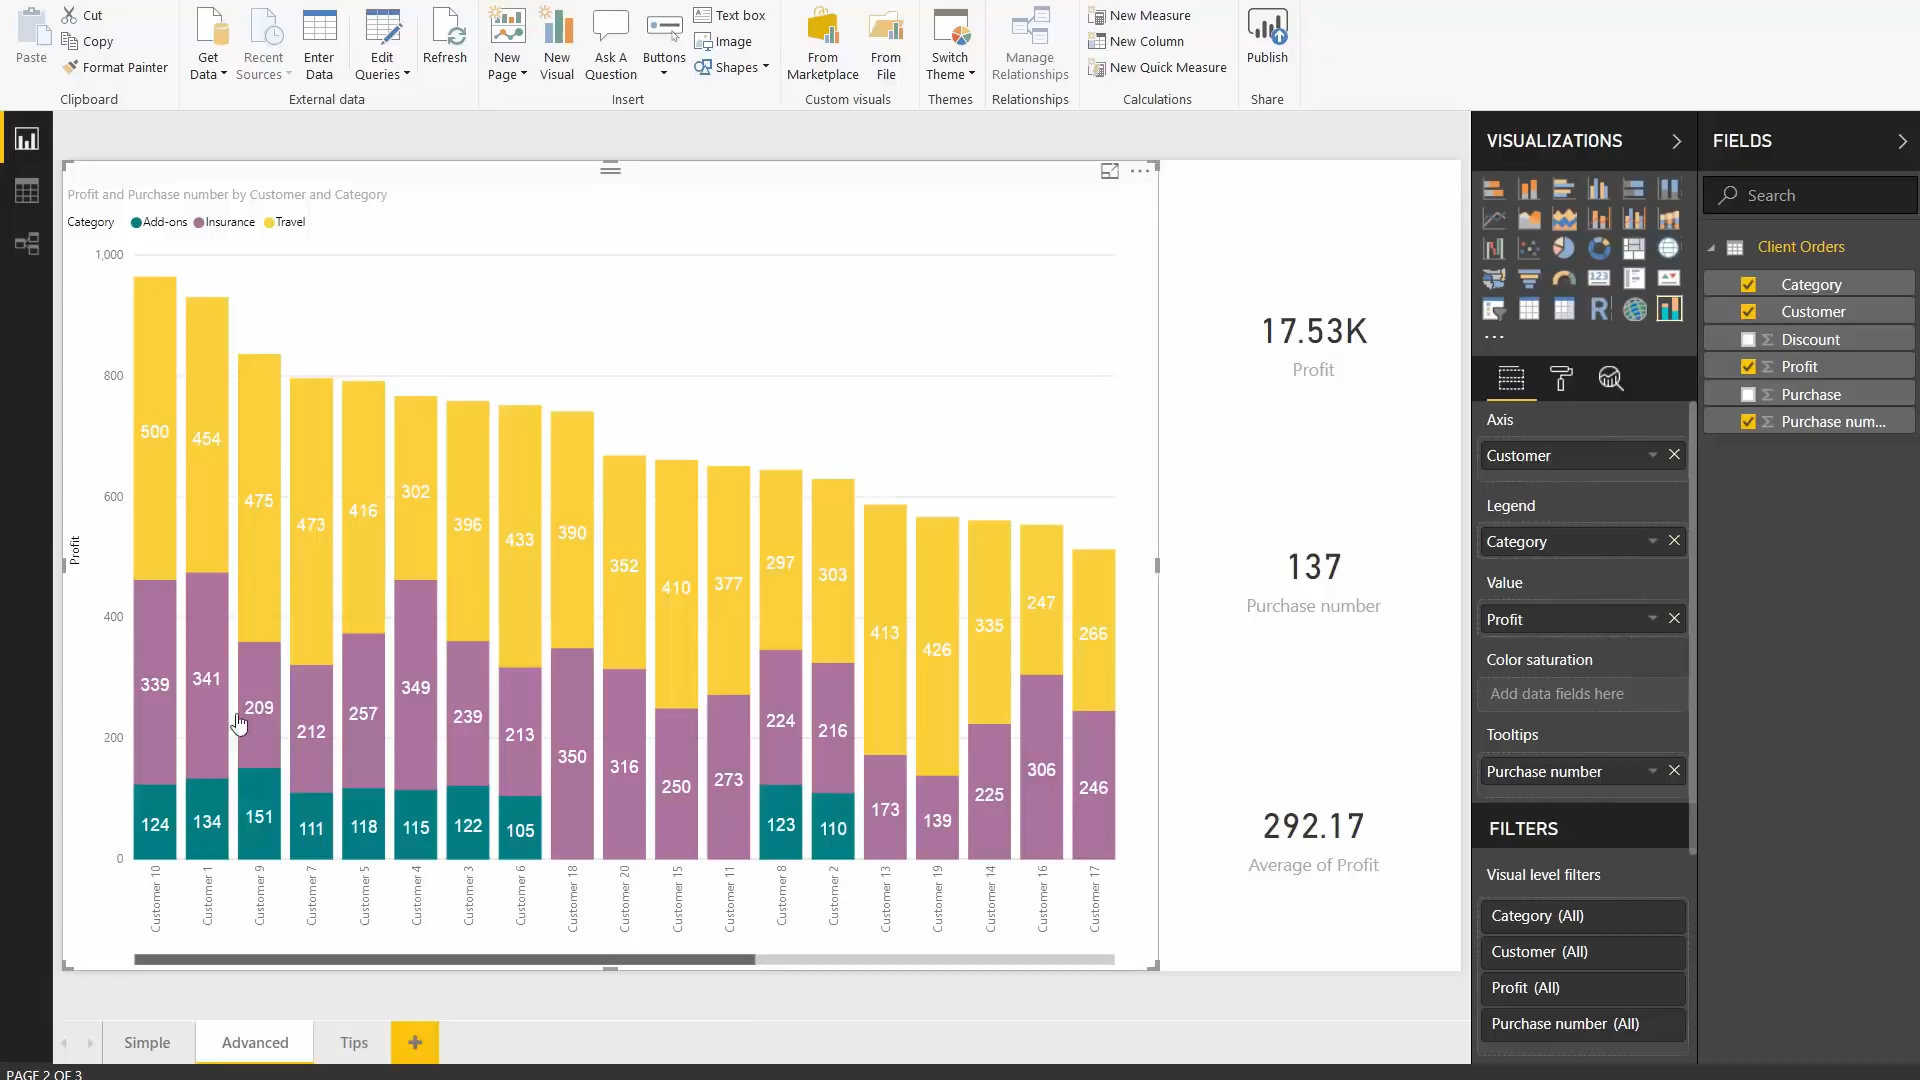 Cut
Copy
Format Painter
Paste
Clipboard
Get Data
Recent Sources
Enter Data
Edit Queries
Refresh
External data
New Page
New Visual
Ask A Question
Buttons
Text box
Image
Shapes
Insert
From Marketplace
From File
Custom visuals
Switch Theme
Themes
Manage Relationships
Relationships
New Measure
New Column
New Quick Measure
Calculations
Publish
Share
Profit and Purchase number by Customer and Category
Category Add-ons Insurance Travel
1,000
800
600
400
200
0
Profit
500 454 475 473 416 302 396 433 390 352 410 377 297 303 413 426 335 247 266
339 341 209 212 257 349 239 213 350 316 250 273 224 216 173 139 225 306 246
124 134 151 111 118 115 122 105 123 110
Customer 10
Customer 1
Customer 9
Customer 7
Customer 5
Customer 4
Customer 3
Customer 6
Customer 18
Customer 20
Customer 15
Customer 11
Customer 8
Customer 2
Customer 13
Customer 19
Customer 14
Customer 16
Customer 17
17.53K
Profit
137
Purchase number
292.17
Average of Profit
VISUALIZATIONS
R
123
Axis
Customer
Legend
Category
Value
Profit
Color saturation
Add data fields here
Tooltips
Purchase number
FILTERS
Visual level filters
Category (All)
Customer (All)
Profit (All)
Purchase number (All)
FIELDS
Search
Client Orders
Category
Customer
Σ Discount
Σ Profit
Σ Purchase
Σ Purchase num...
Simple
Advanced
Tips
+
PAGE 2 OF 3